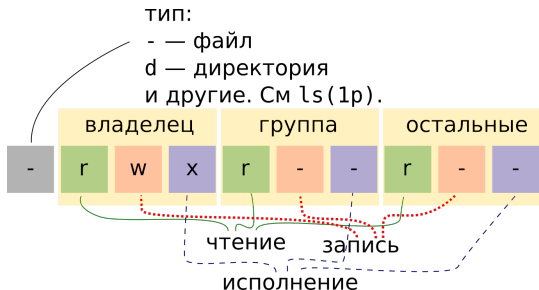 тип:
- — файл
d — директория
и другие. См ls(1p).
владелец группа остальные
- r w x r - - r - -
чтение запись
исполнение